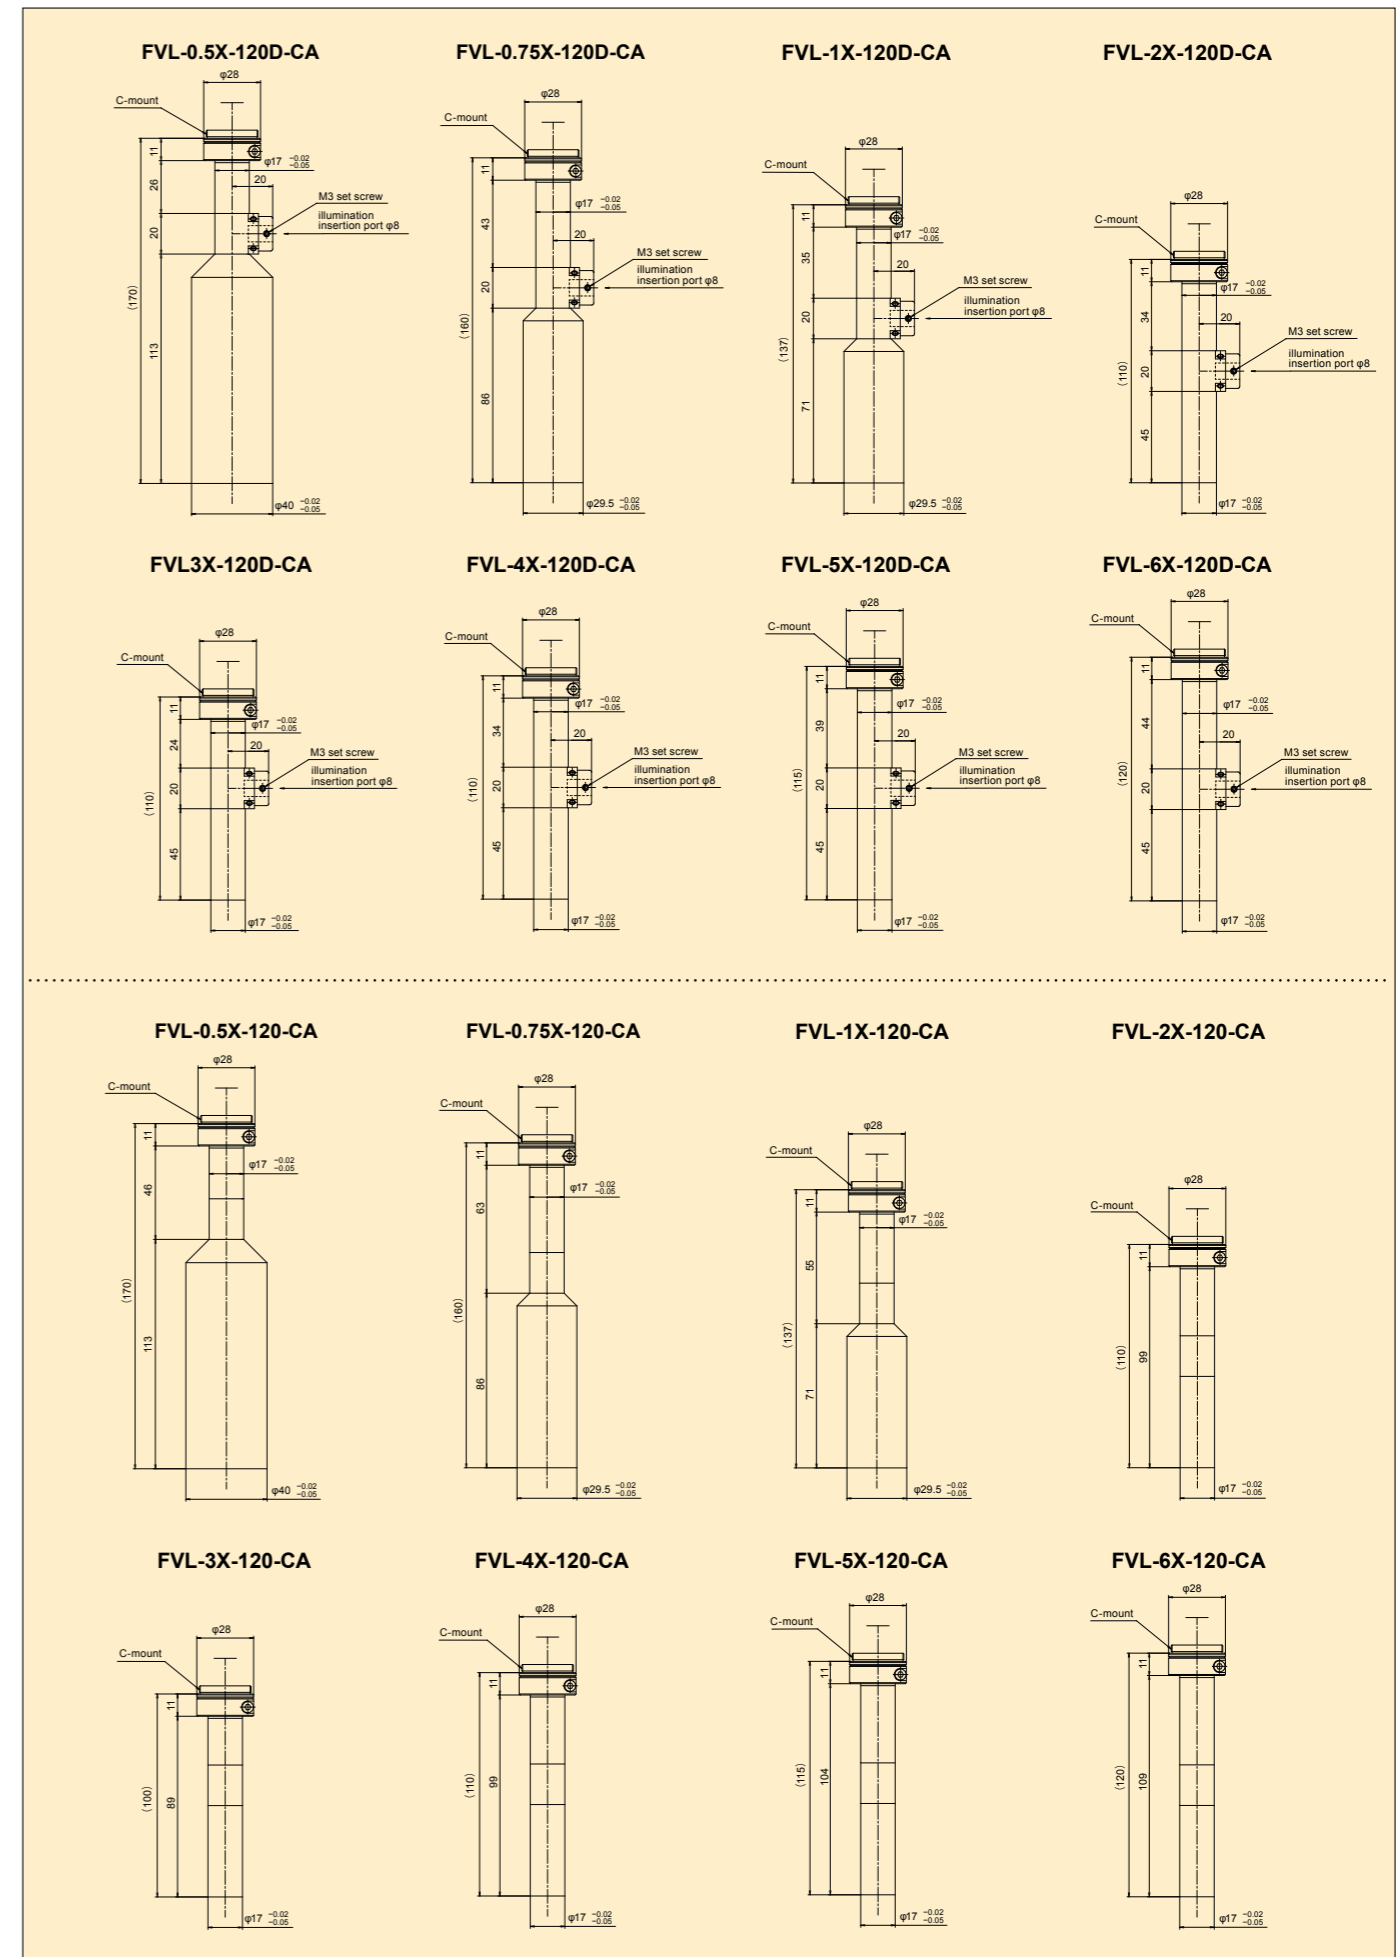 FVL-0.5X-120D-CA
φ28
C-mount
11
φ17 −0.02 −0.05
26
20
M3 set screw
illumination
insertion port φ8
20
(170)
113
φ40 −0.02 −0.05
FVL-0.75X-120D-CA
φ28
C-mount
11
φ17 −0.02 −0.05
43
20
M3 set screw
illumination
insertion port φ8
20
(160)
86
φ29.5 −0.02 −0.05
FVL-1X-120D-CA
φ28
C-mount
11
φ17 −0.02 −0.05
35
20
M3 set screw
illumination
insertion port φ8
20
(137)
71
φ29.5 −0.02 −0.05
FVL-2X-120D-CA
φ28
C-mount
11
φ17 −0.02 −0.05
34
20
M3 set screw
illumination
insertion port φ8
20
(110)
45
φ17 −0.02 −0.05
FVL3X-120D-CA
φ28
C-mount
11
φ17 −0.02 −0.05
24
20
M3 set screw
illumination
insertion port φ8
20
(110)
45
φ17 −0.02 −0.05
FVL-4X-120D-CA
φ28
C-mount
11
φ17 −0.02 −0.05
34
20
M3 set screw
illumination
insertion port φ8
20
(110)
45
φ17 −0.02 −0.05
FVL-5X-120D-CA
φ28
C-mount
11
φ17 −0.02 −0.05
39
20
M3 set screw
illumination
insertion port φ8
20
(115)
45
φ17 −0.02 −0.05
FVL-6X-120D-CA
φ28
C-mount
11
φ17 −0.02 −0.05
44
20
M3 set screw
illumination
insertion port φ8
20
(120)
45
φ17 −0.02 −0.05
FVL-0.5X-120-CA
φ28
C-mount
11
φ17 −0.02 −0.05
46
(170)
113
φ40 −0.02 −0.05
FVL-0.75X-120-CA
φ28
C-mount
11
φ17 −0.02 −0.05
63
(160)
86
φ29.5 −0.02 −0.05
FVL-1X-120-CA
φ28
C-mount
11
φ17 −0.02 −0.05
55
(137)
71
φ29.5 −0.02 −0.05
FVL-2X-120-CA
φ28
C-mount
11
(110)
99
φ17 −0.02 −0.05
FVL-3X-120-CA
φ28
C-mount
11
(100)
89
φ17 −0.02 −0.05
FVL-4X-120-CA
φ28
C-mount
11
(110)
99
φ17 −0.02 −0.05
FVL-5X-120-CA
φ28
C-mount
11
(115)
104
φ17 −0.02 −0.05
FVL-6X-120-CA
φ28
C-mount
11
(120)
109
φ17 −0.02 −0.05